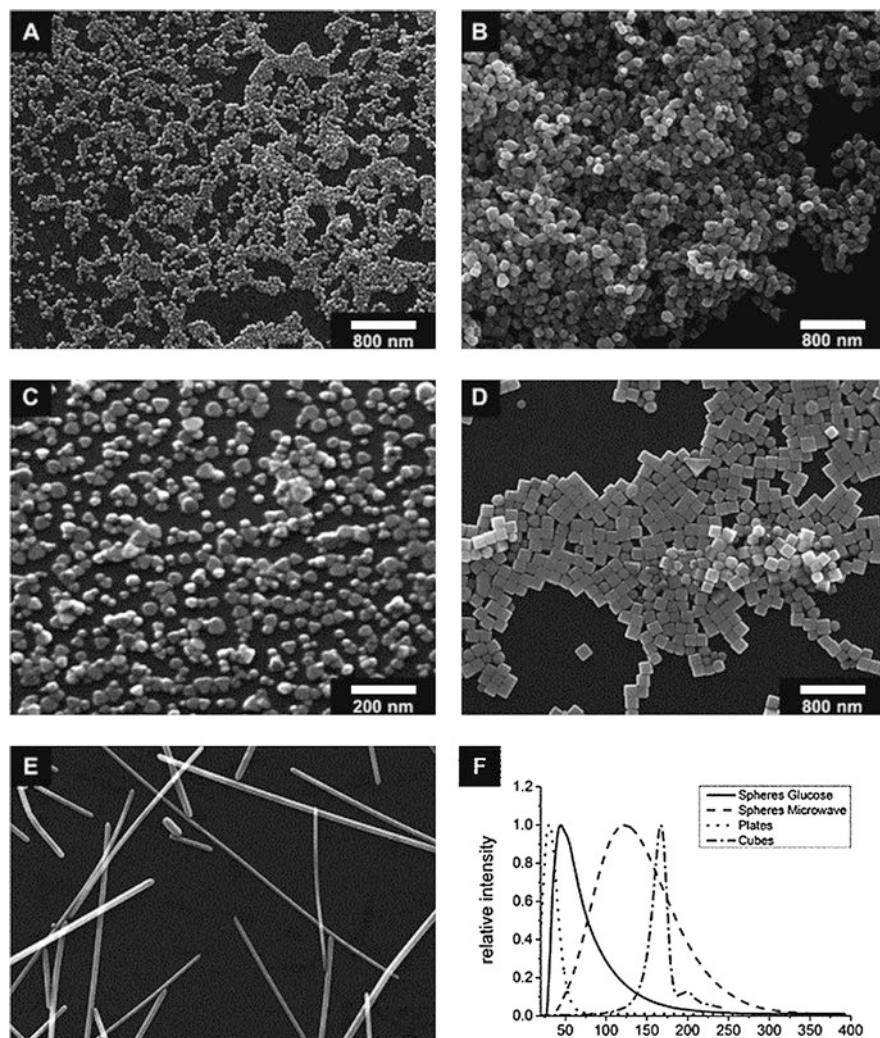 A
800 nm
B
800 nm
C
200 nm
D
800 nm
E
F
Spheres Glucose
Spheres Microwave
Plates
Cubes
relative intensity
1.2
1.0
0.8
0.6
0.4
0.2
0.0
50 100 150 200 250 300 350 400